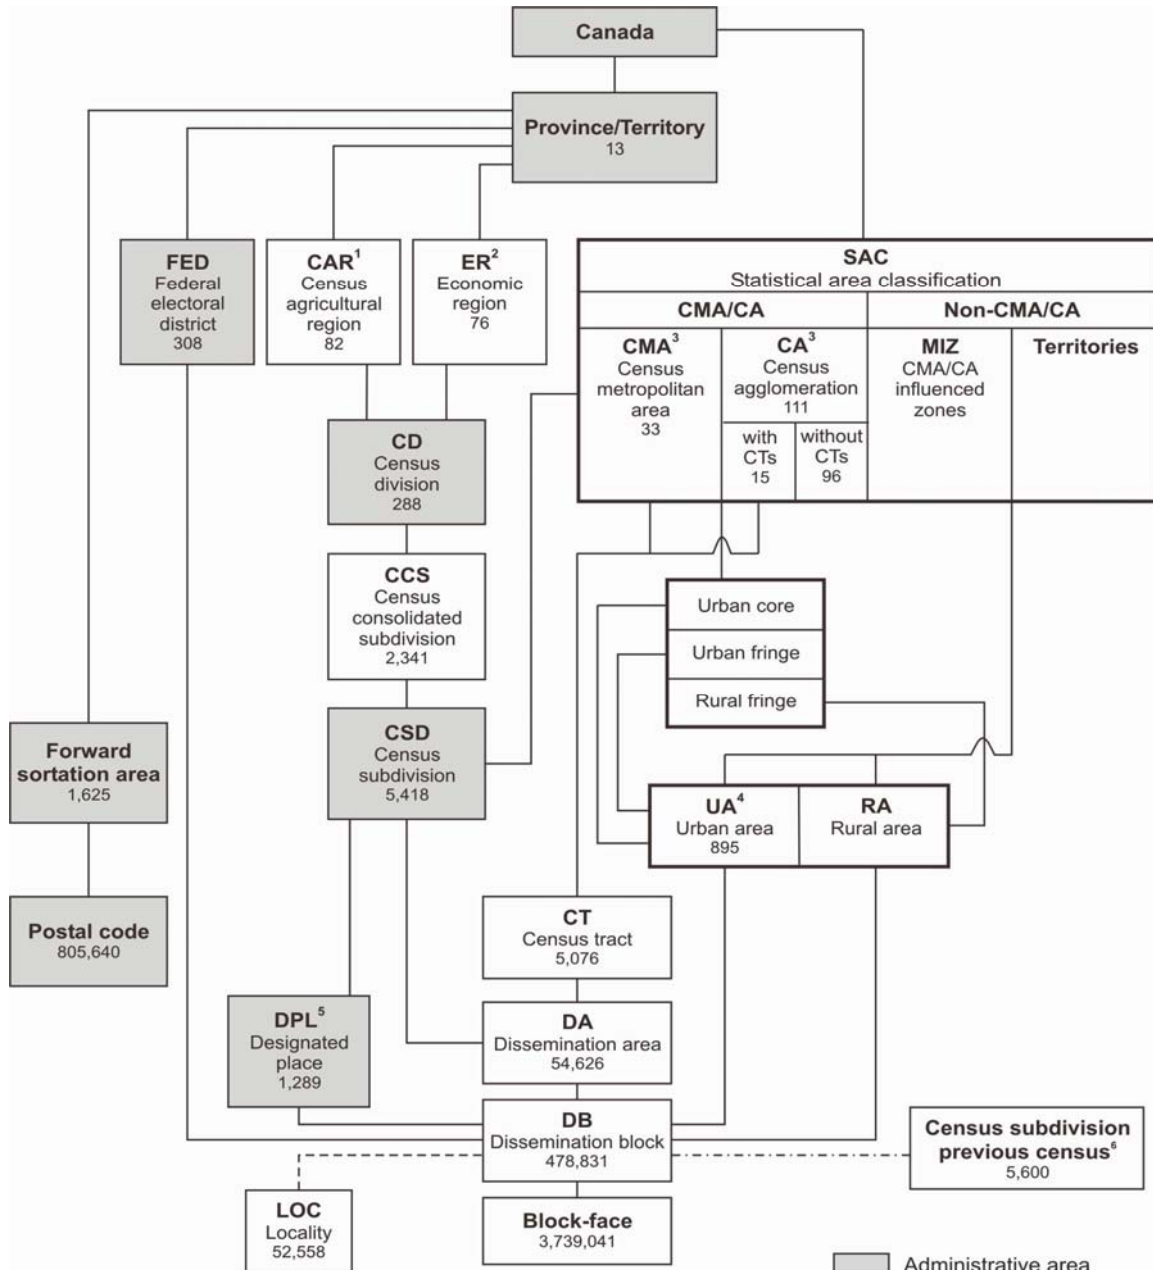 Canada
Province/Territory
13
FED
Federal
electoral
district
308
CAR¹
Census
agricultural
region
82
ER²
Economic
region
76
SAC
Statistical area classification
CMA/CA
Non-CMA/CA
CMA³
Census
metropolitan
area
33
CA³
Census
agglomeration
111
with
CTs
15
without
CTs
96
MIZ
CMA/CA
influenced
zones
Territories
CD
Census
division
288
CCS
Census
consolidated
subdivision
2,341
Urban core
Urban fringe
Rural fringe
CSD
Census
subdivision
5,418
Forward
sortation area
1,625
UA⁴
Urban area
895
RA
Rural area
Postal code
805,640
CT
Census tract
5,076
DPL⁵
Designated
place
1,289
DA
Dissemination area
54,626
DB
Dissemination block
478,831
Census subdivision
previous census⁶
5,600
LOC
Locality
52,558
Block-face
3,739,041
Administrative area